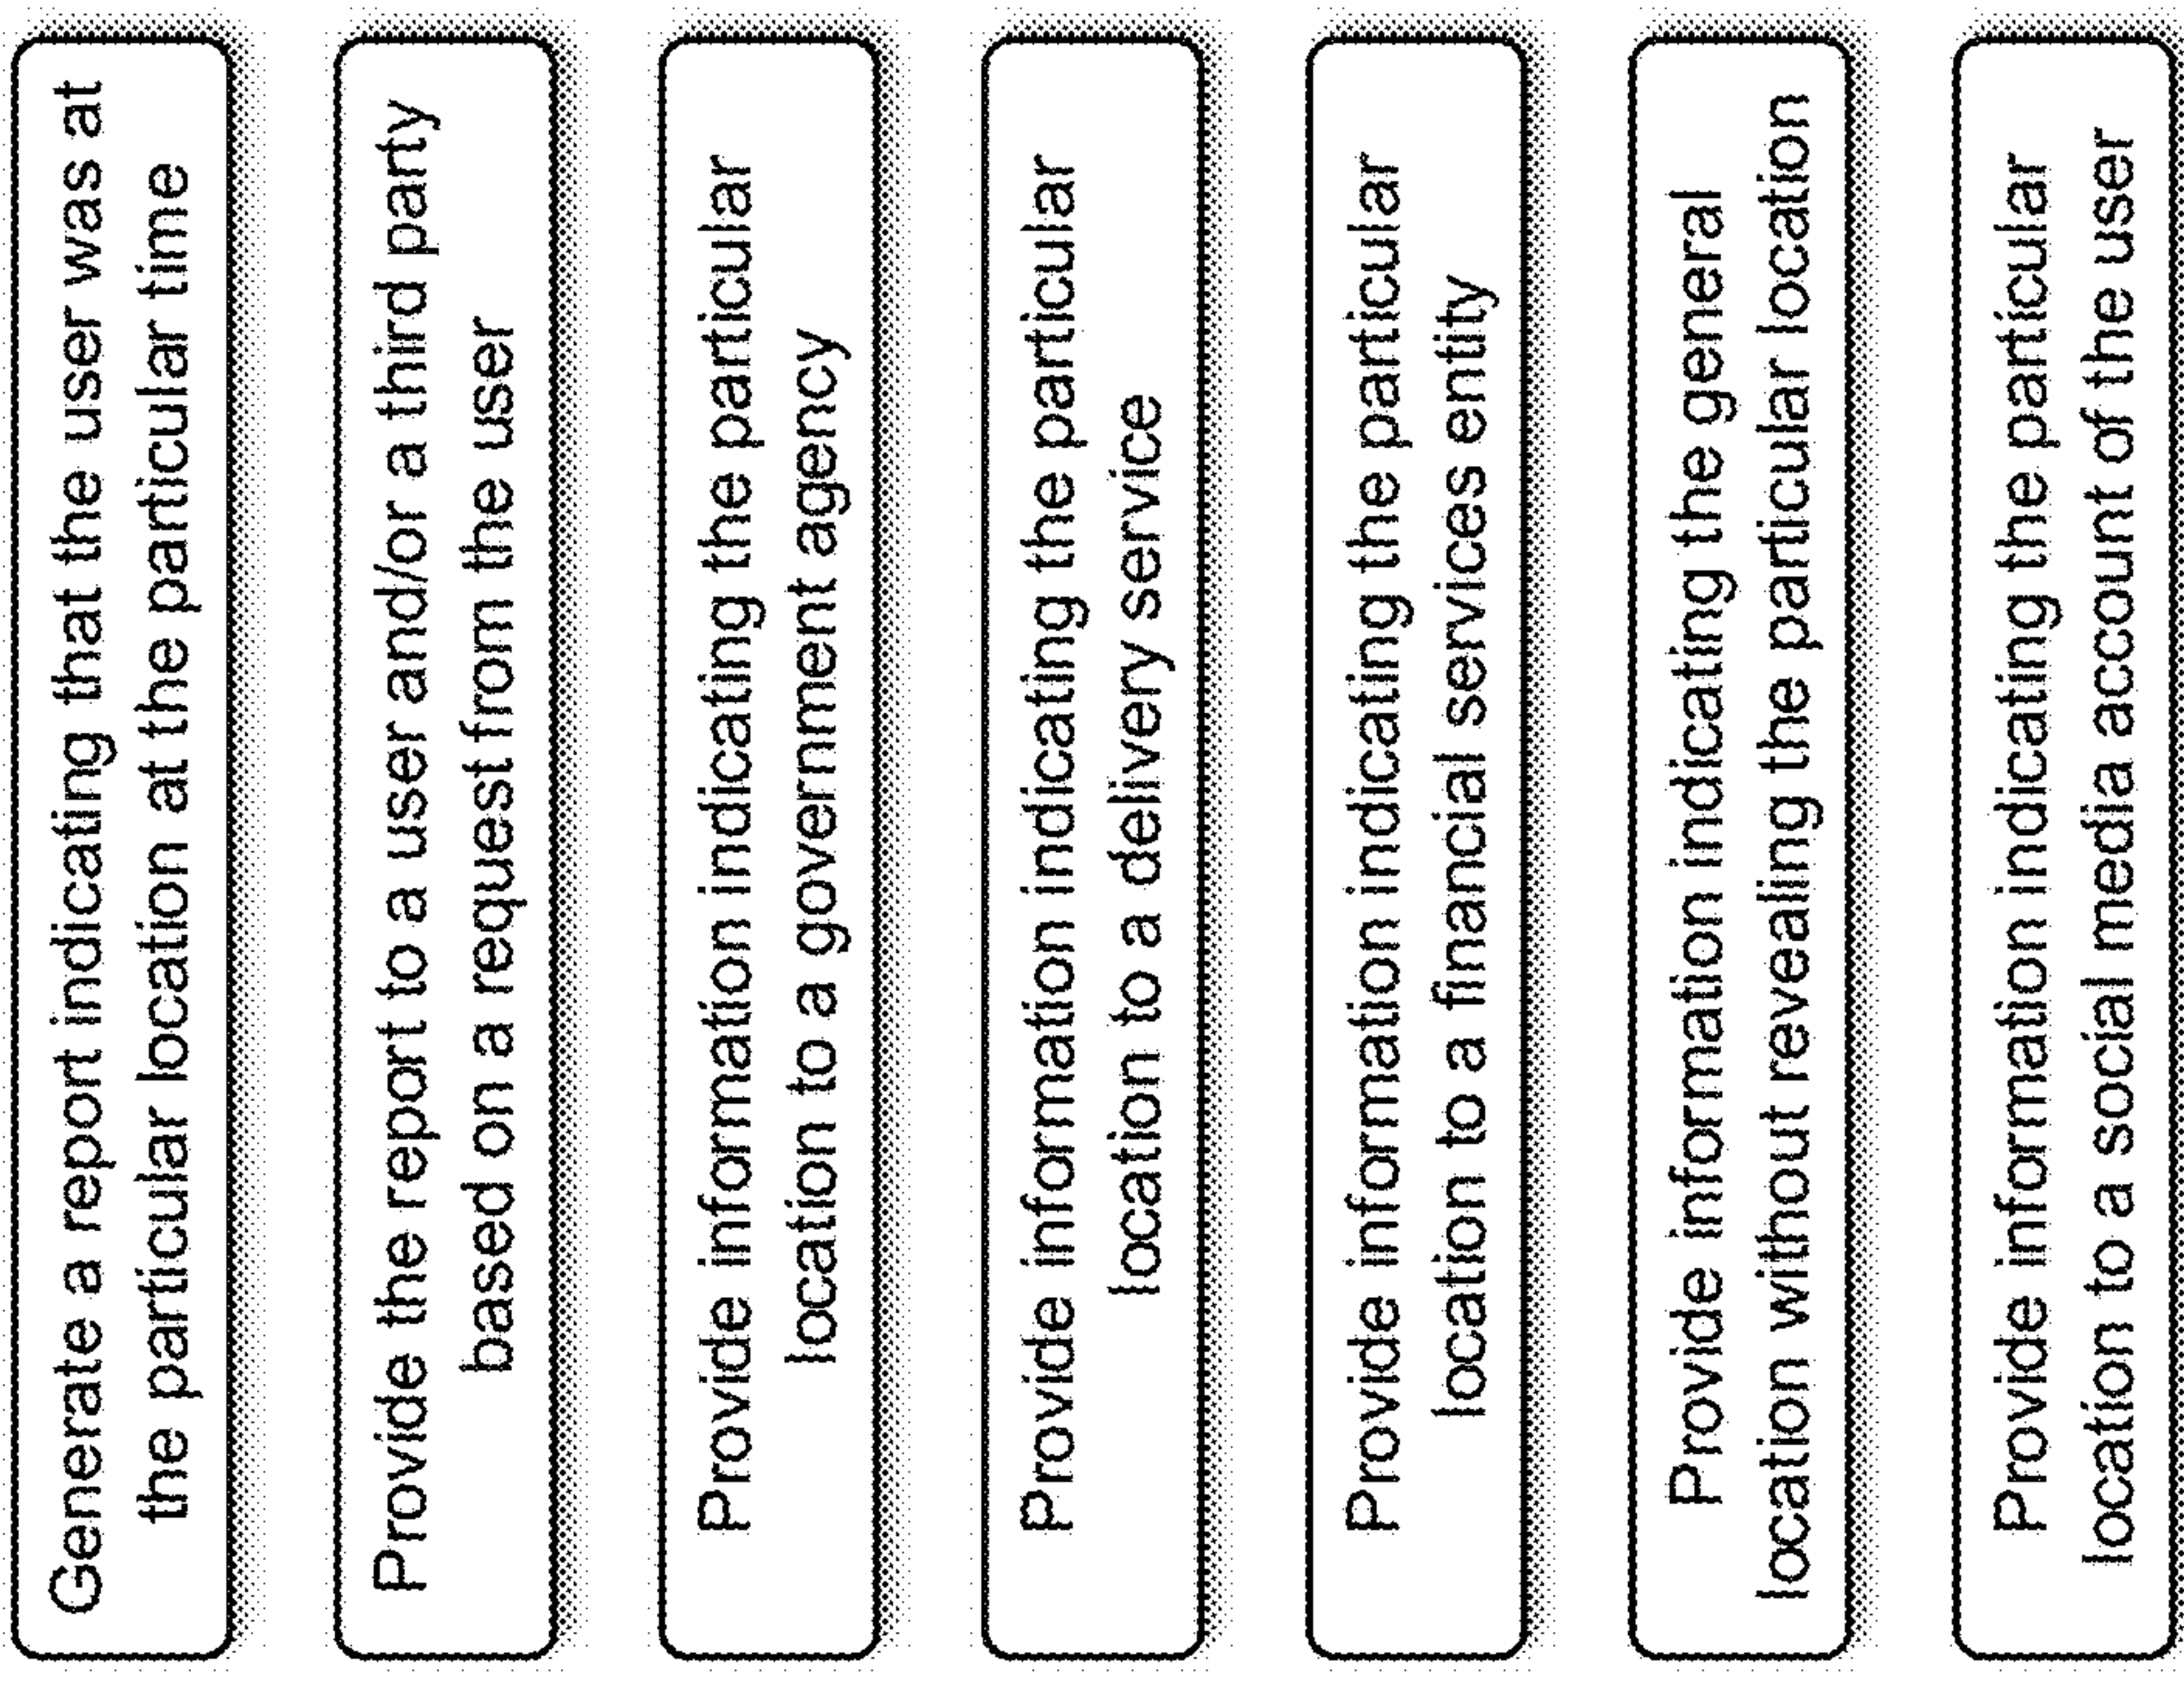 Generate a report indicating that the user was at
the particular location at the particular time
Provide the report to a user and/or a third party
based on a request from the user
Provide information indicating the particular
location to a government agency
Provide information indicating the particular
location to a delivery service
Provide information indicating the particular
location to a financial services entity
Provide information indicating the general
location without revealing the particular location
Provide information indicating the particular
location to a social media account of the user